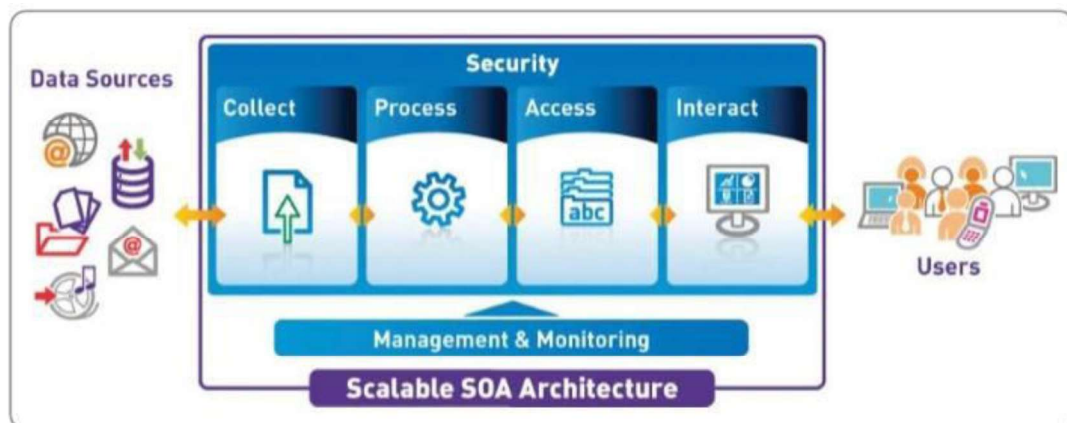 Data Sources
Security
Collect
Process
Access
Interact
@
@
abc
Users
Management & Monitoring
Scalable SOA Architecture